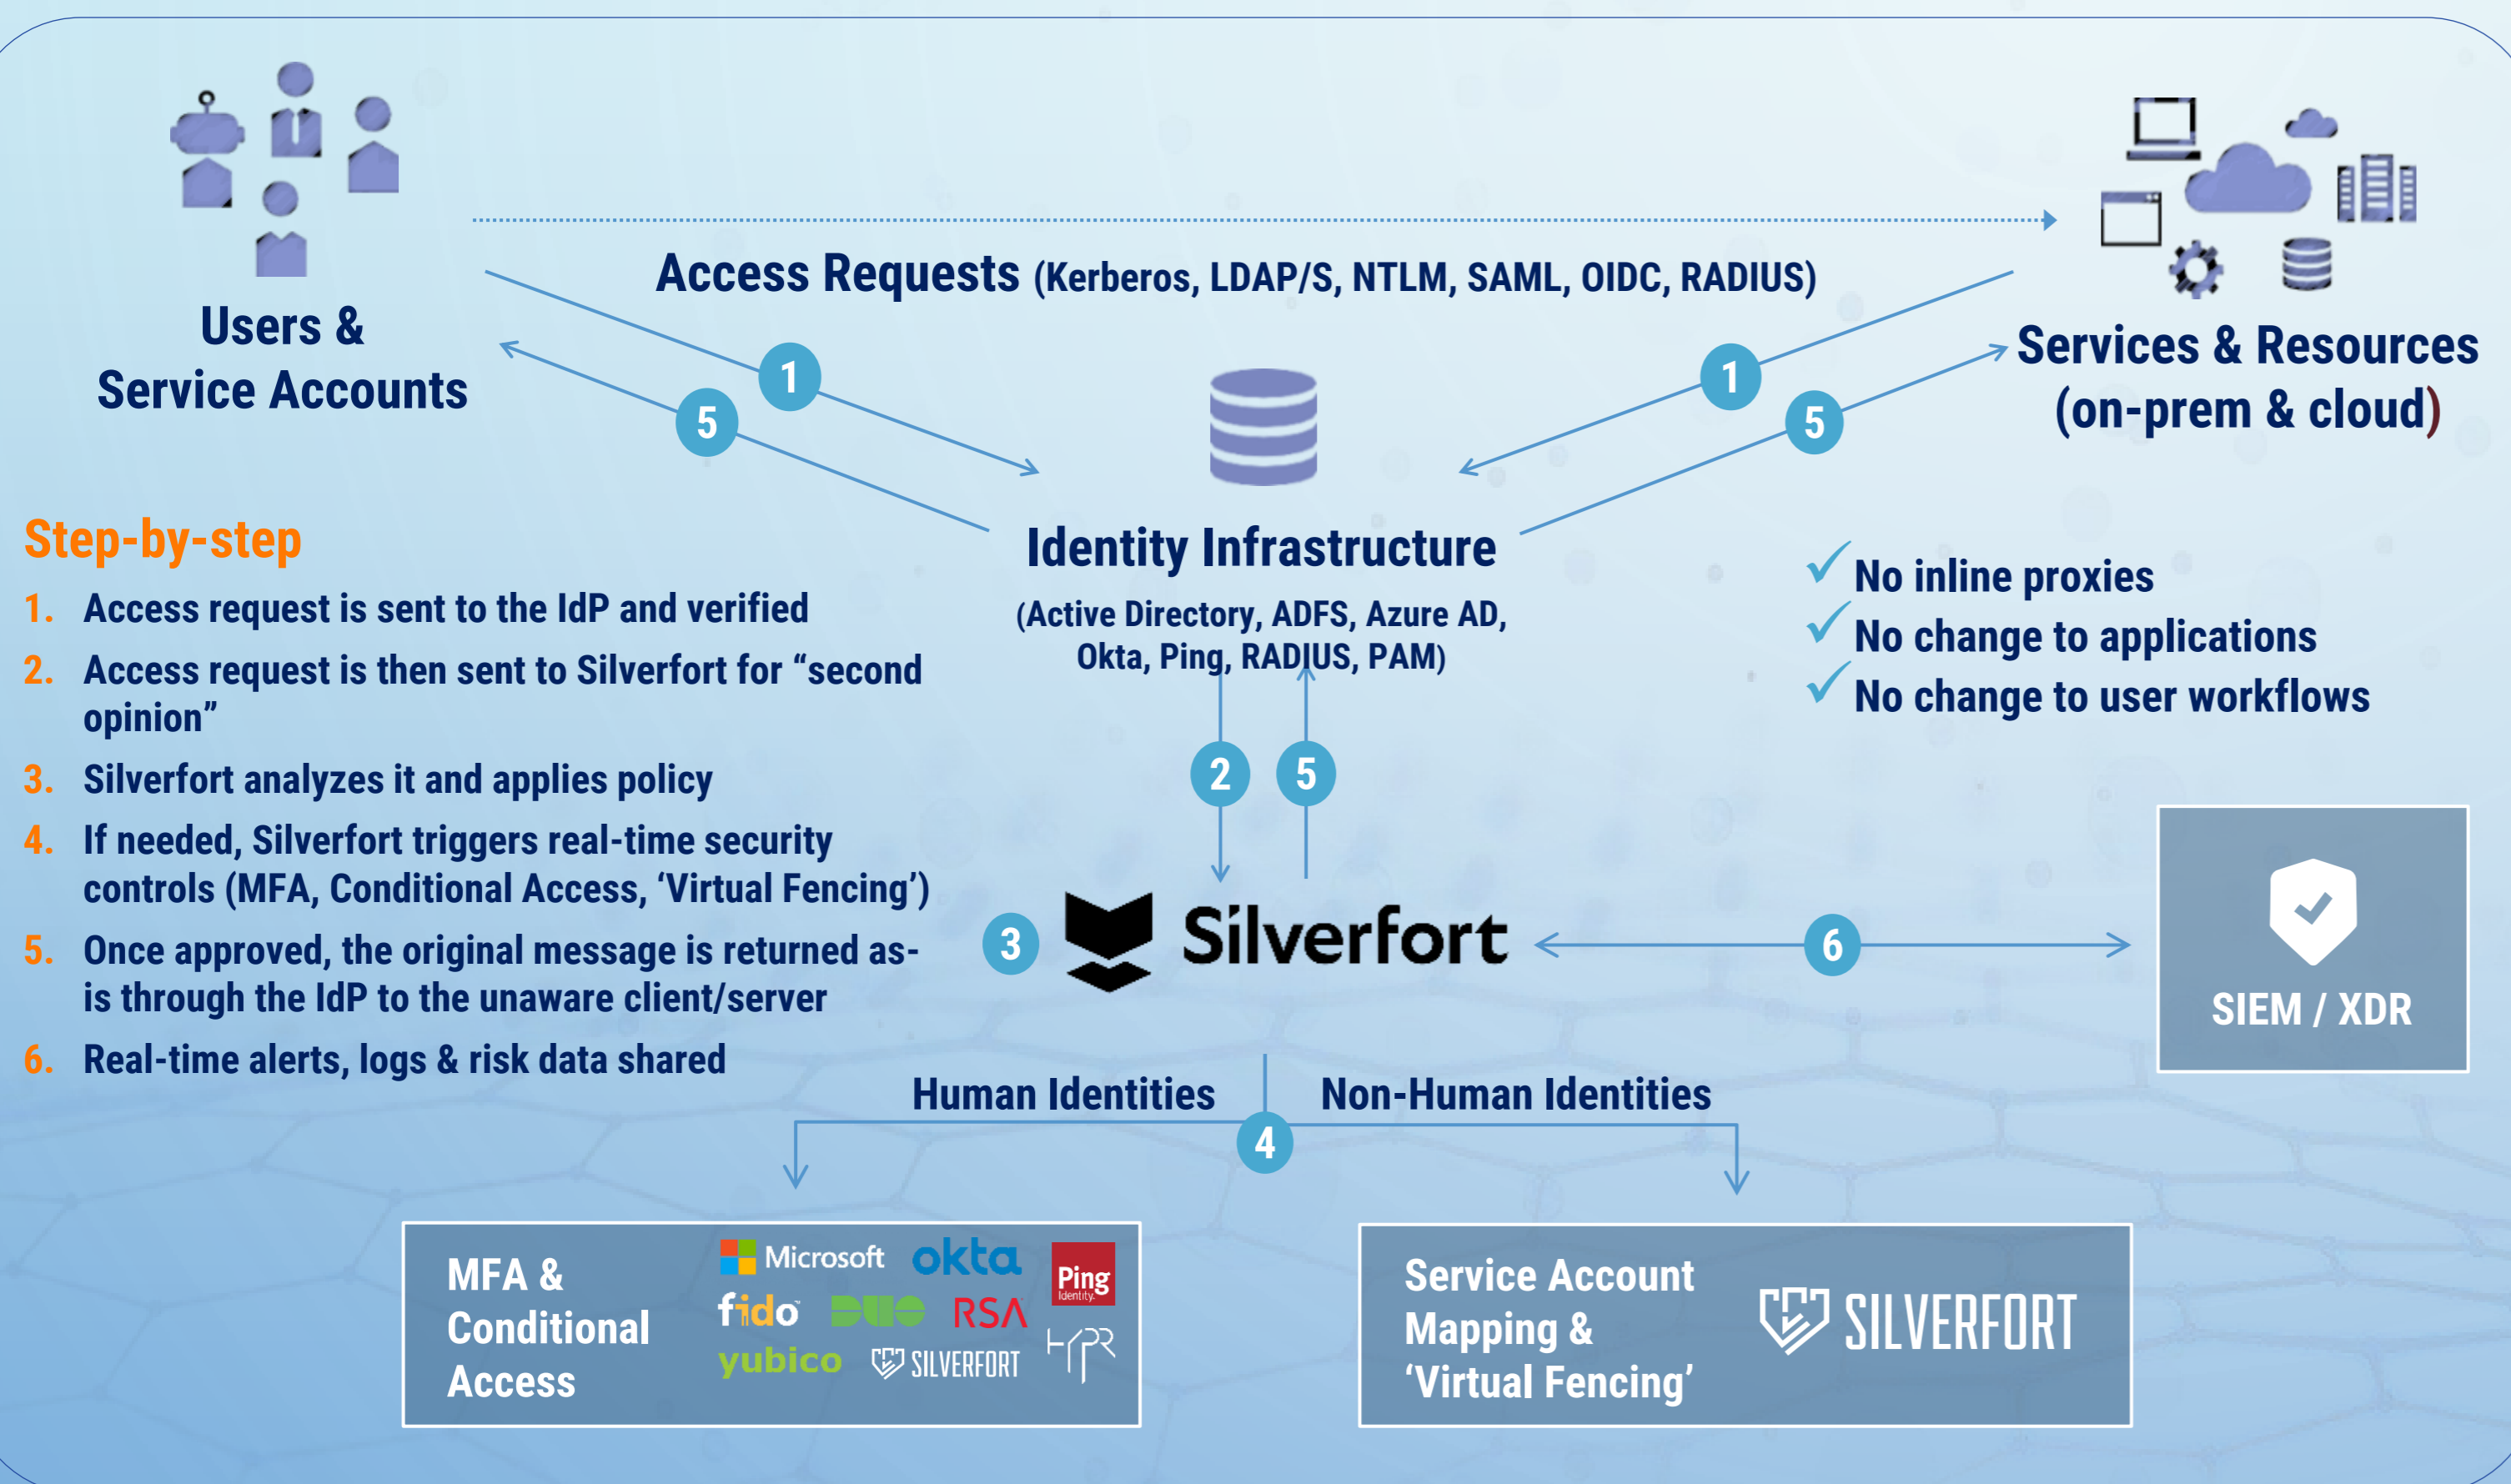 Access Requests (Kerberos, LDAP/S, NTLM, SAML, OIDC, RADIUS)
Users &
Service Accounts
Services & Resources
(on-prem & cloud)
1
5
1
5
Identity Infrastructure
(Active Directory, ADFS, Azure AD,
Okta, Ping, RADIUS, PAM)
Step-by-step
1. Access request is sent to the IdP and verified
2. Access request is then sent to Silverfort for “second
opinion”
3. Silverfort analyzes it and applies policy
4. If needed, Silverfort triggers real-time security
controls (MFA, Conditional Access, ‘Virtual Fencing’)
5. Once approved, the original message is returned as-
is through the IdP to the unaware client/server
6. Real-time alerts, logs & risk data shared
No inline proxies
No change to applications
No change to user workflows
2
5
3
Silverfort
6
SIEM / XDR
Human Identities
Non-Human Identities
4
MFA &
Conditional
Access
Microsoft
okta
Ping
Identity.
fido
DUO
RSA
yubico
SILVERFORT
HYPR
Service Account
Mapping &
‘Virtual Fencing’
SILVERFORT